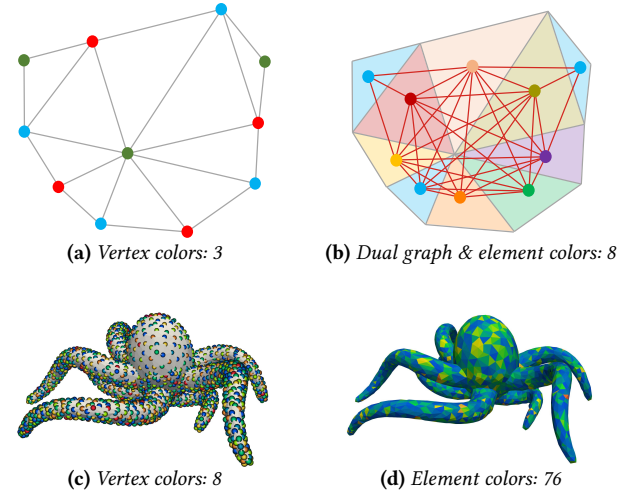 (a) Vertex colors: 3
(b) Dual graph & element colors: 8
(c) Vertex colors: 8
(d) Element colors: 76